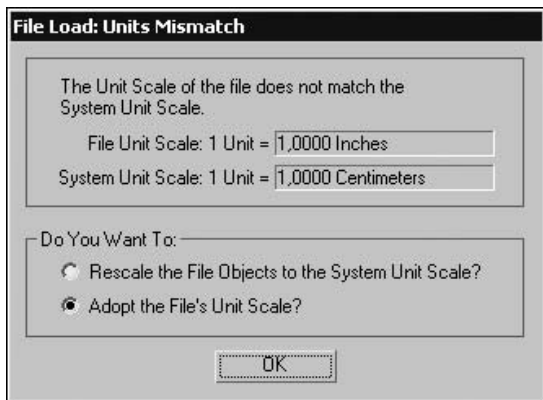 File Load: Units Mismatch
The Unit Scale of the file does not match the
System Unit Scale.
File Unit Scale: 1 Unit = 1,0000 Inches
System Unit Scale: 1 Unit = 1,0000 Centimeters
Do You Want To:
Rescale the File Objects to the System Unit Scale?
Adopt the File's Unit Scale?
OK